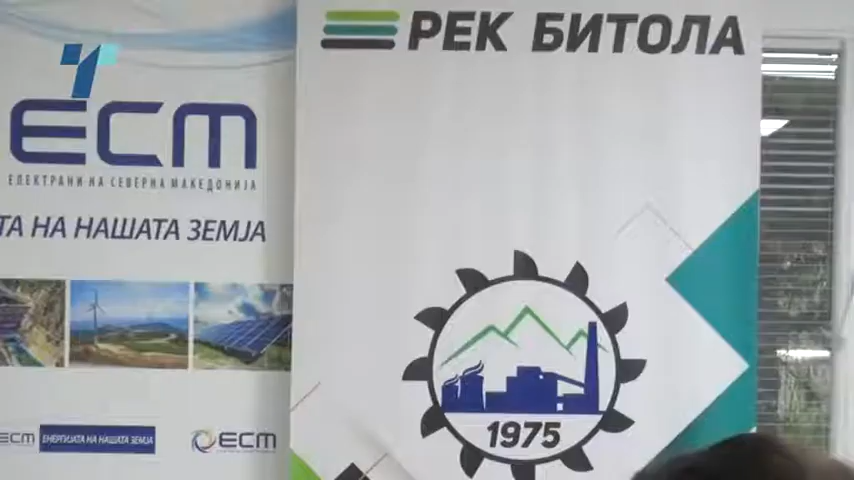 ЕСМ
ЕЛЕКТРАНИ НА СЕВЕРНА МАКЕДОНИЈА
ТА НА НАШАТА ЗЕМЈА
ЕСМ
ЕНЕРГИЈАТА НА НАШАТА ЗЕМЈА
ЕСМ
РЕК БИТОЛА
1975